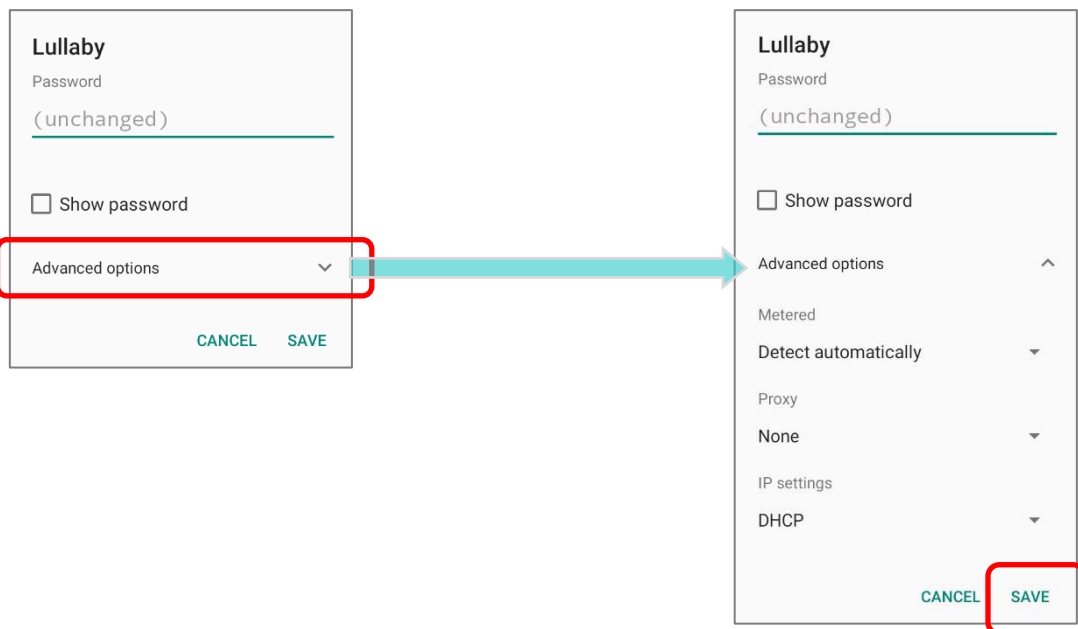 Lullaby
Password
(unchanged)
Show password
Advanced options
CANCEL SAVE
Lullaby
Password
(unchanged)
Show password
Advanced options
Metered
Detect automatically
Proxy
None
IP settings
DHCP
CANCEL SAVE